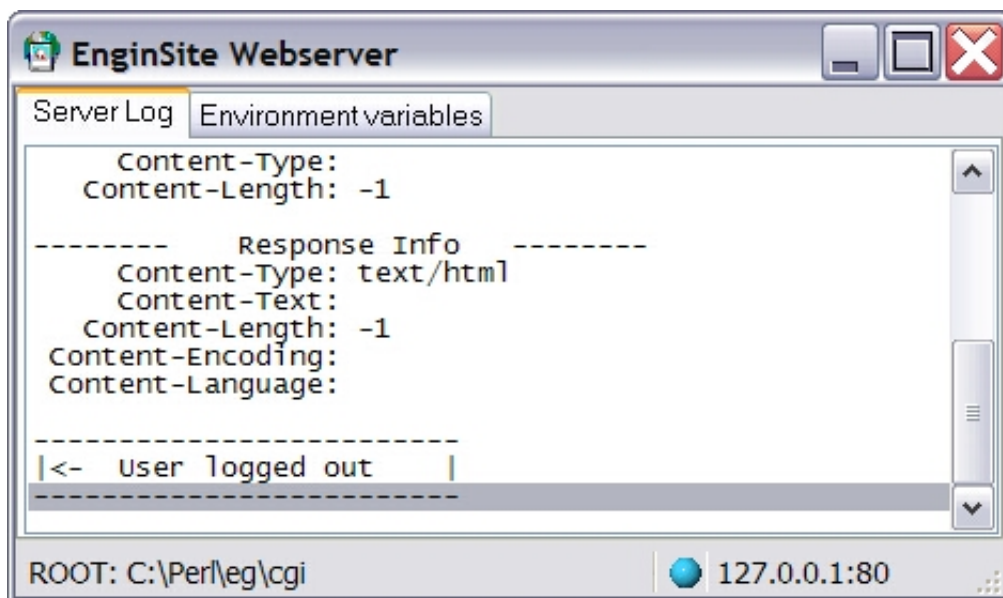 EnginSite Webserver
Server Log Environment variables
Content-Type:
Content-Length: -1
-------- Response Info --------
Content-Type: text/html
Content-Text:
Content-Length: -1
Content-Encoding:
Content-Language:
-------------------------
|<- User logged out |
-------------------------
ROOT: C:\Perl\eg\cgi 127.0.0.1:80